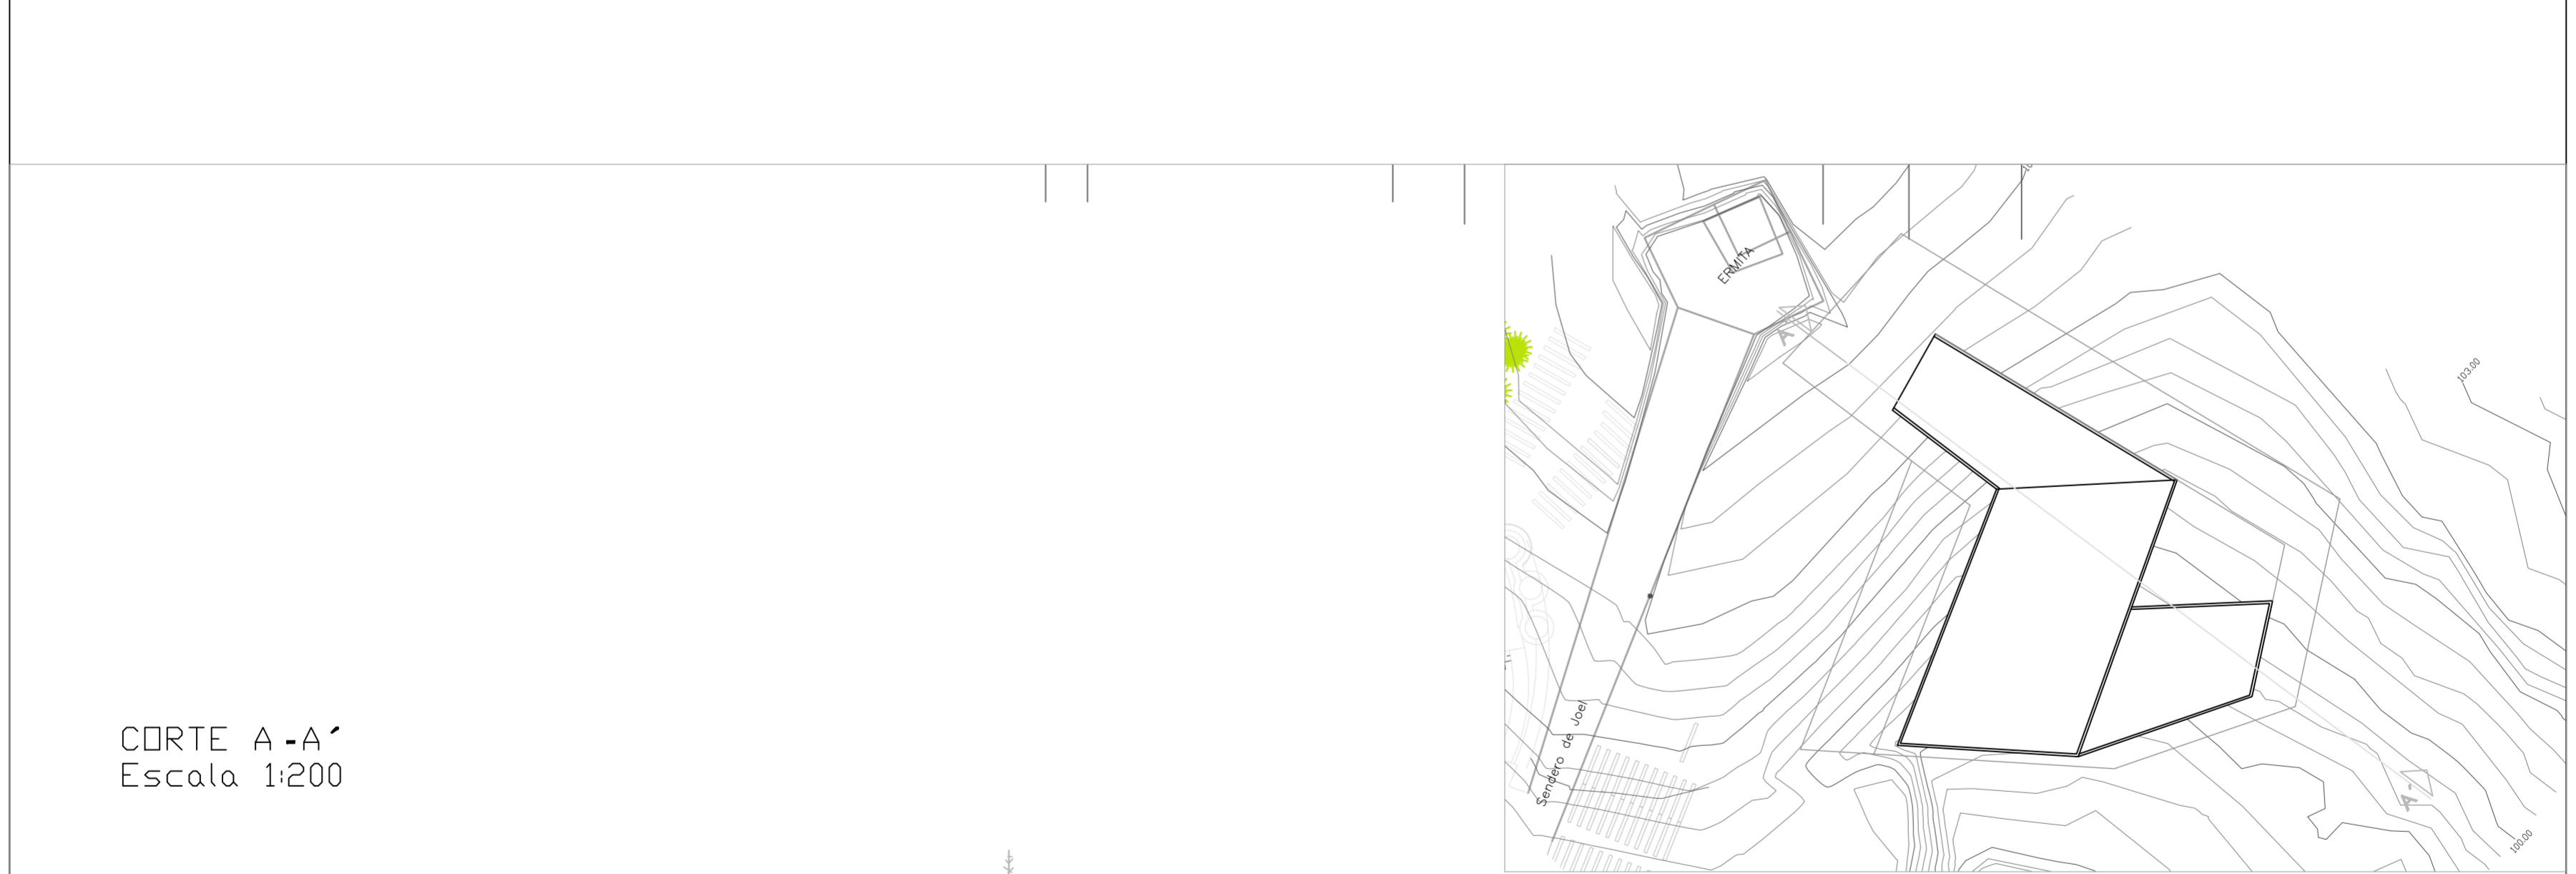 ERMITA
A
103.00
Sendero de Joel
CORTE A-A´
Escala 1:200
A´
100.00